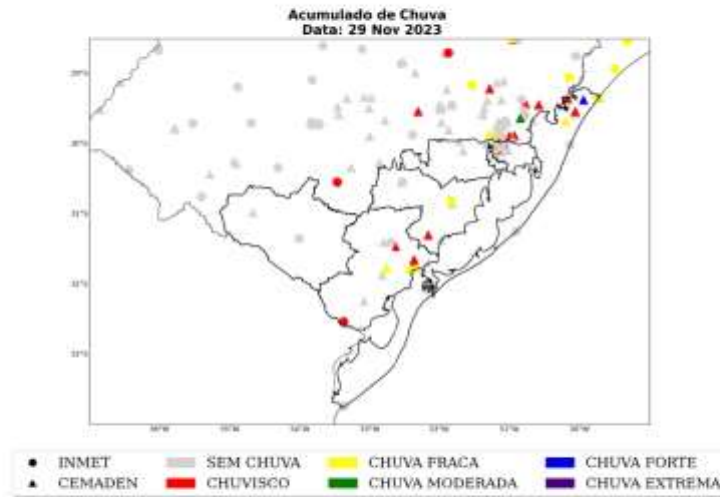 Acumulado de Chuva
Data: 29 Nov 2023
INMET
SEM CHUVA
CHUVA FRACA
CHUVA FORTE
CEMADEN
CHUVISCO
CHUVA MODERADA
CHUVA EXTREMA